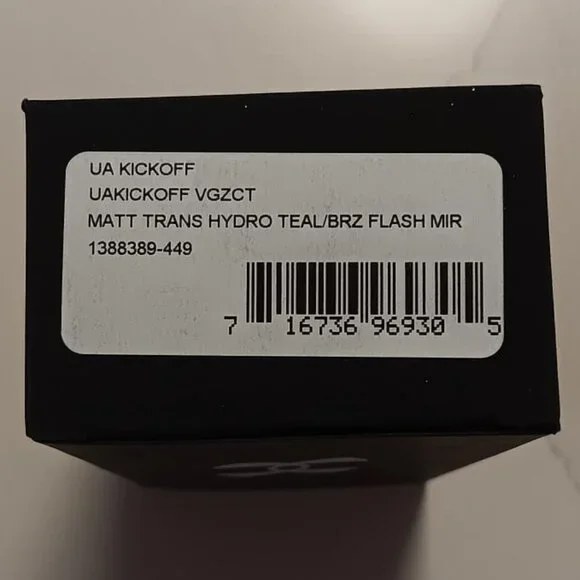 UA KICKOFF
UAKICKOFF VGZCT
MATT TRANS HYDRO TEAL/BRZ FLASH MIR
1388389-449
7 16736 96930 5